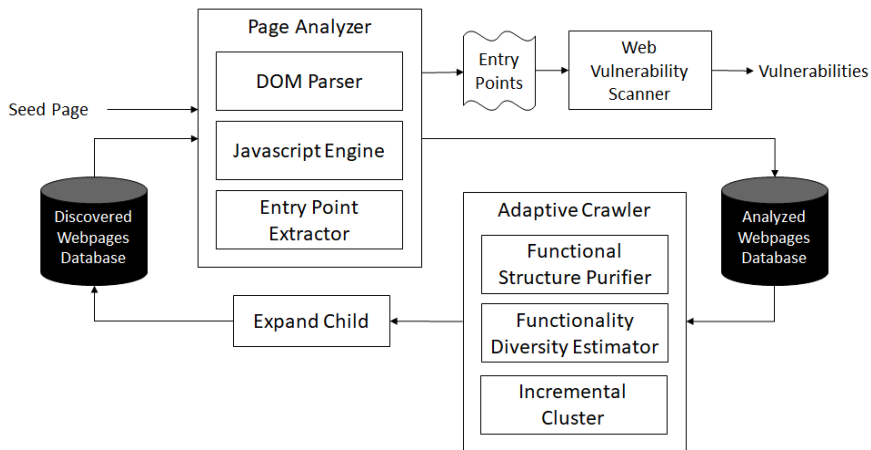 Page Analyzer
DOM Parser
Javascript Engine
Entry Point
Extractor
Seed Page
Entry
Points
Web
Vulnerability
Scanner
Vulnerabilities
Discovered
Webpages
Database
Adaptive Crawler
Functional
Structure Purifier
Functionality
Diversity Estimator
Incremental
Cluster
Analyzed
Webpages
Database
Expand Child